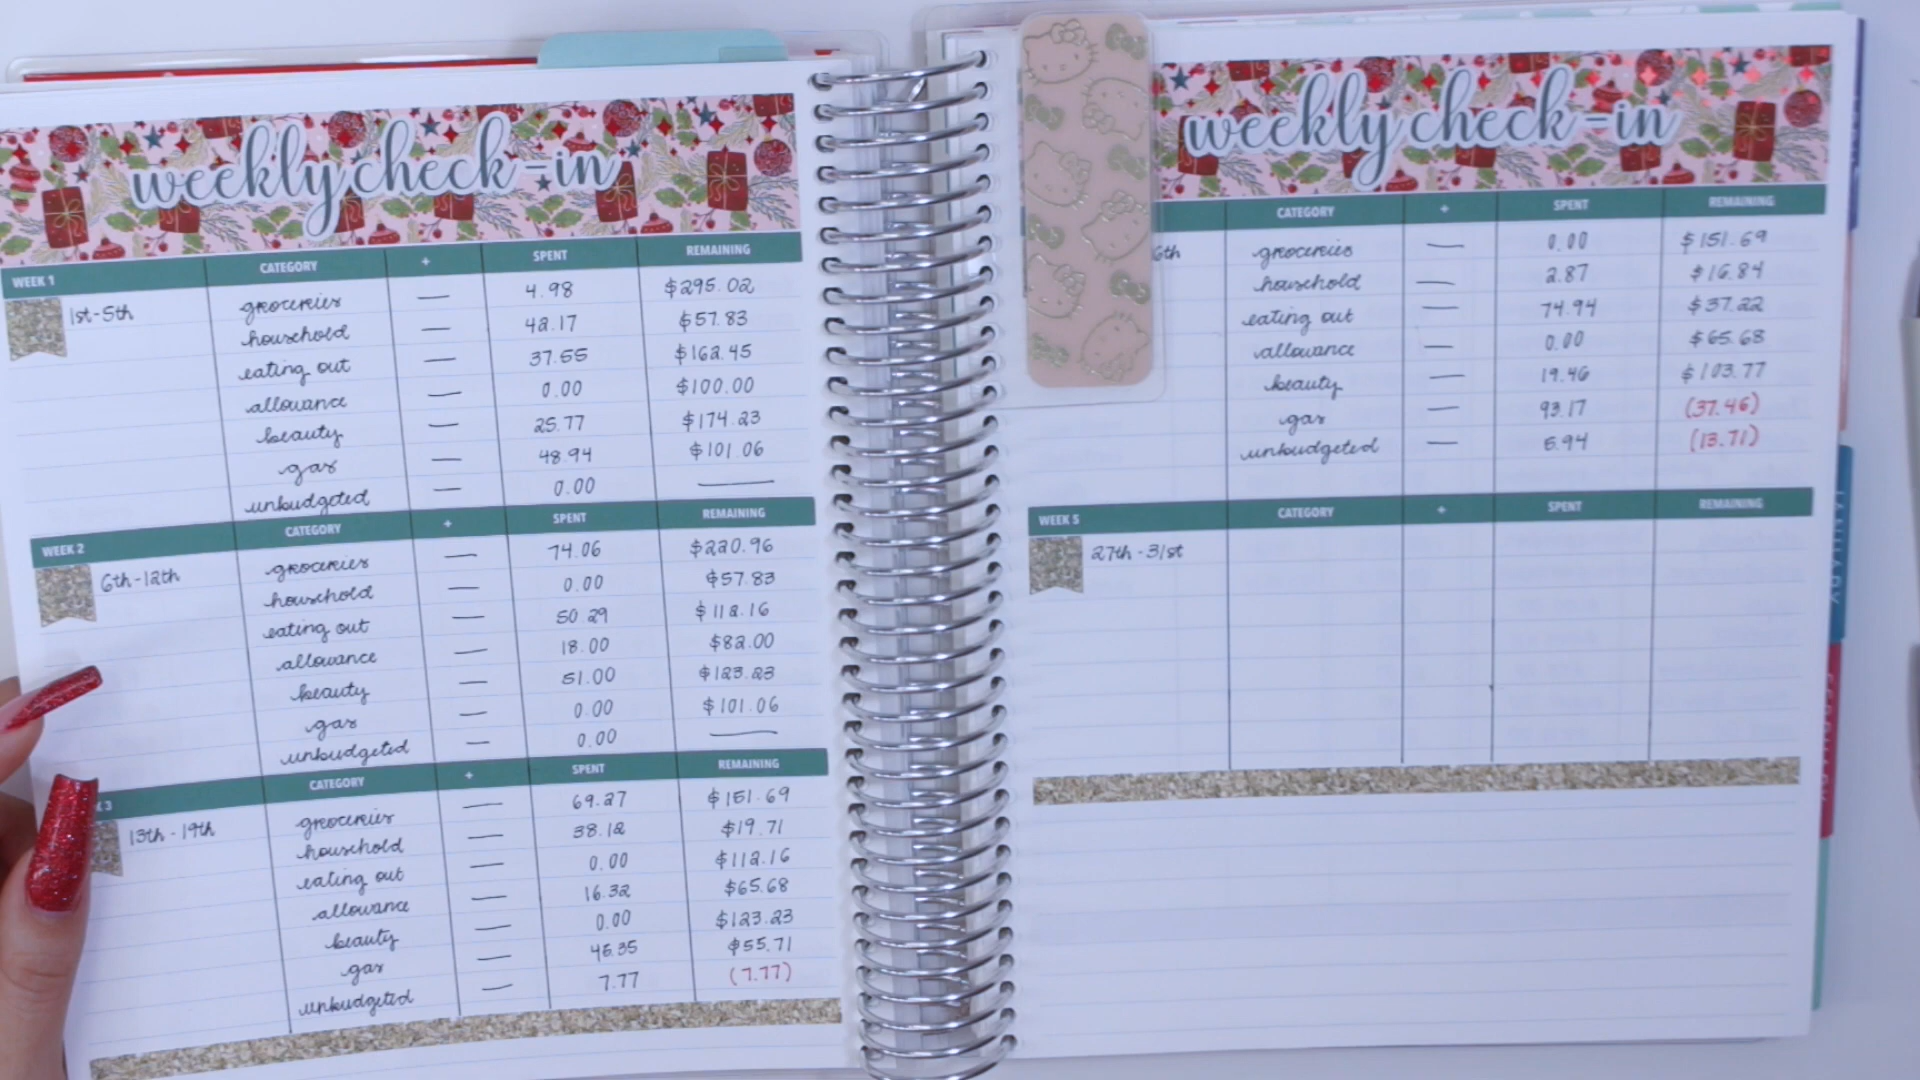 weekly check-in
WEEK 1 CATEGORY + SPENT REMAINING
1st-5th groceries — 4.98 $295.02
household — 42.17 $57.83
eating out — 37.55 $162.45
allowance — 0.00 $100.00
beauty — 25.77 $174.23
gas — 48.94 $101.06
unbudgeted — 0.00 —
WEEK 2 CATEGORY + SPENT REMAINING
6th-12th groceries — 74.06 $220.96
household — 0.00 $57.83
eating out — 50.29 $112.16
allowance — 18.00 $82.00
beauty — 51.00 $123.23
gas — 0.00 $101.06
unbudgeted — 0.00 —
K 3 CATEGORY + SPENT REMAINING
13th-19th groceries — 69.27 $151.69
household — 38.12 $19.71
eating out — 0.00 $112.16
allowance — 16.32 $65.68
beauty — 0.00 $123.23
gas — 45.35 $55.71
unbudgeted — 7.77 (7.77)
weekly check-in
CATEGORY + SPENT REMAINING
6th groceries — 0.00 $151.69
household — 2.87 $16.84
eating out — 74.94 $37.22
allowance — 0.00 $65.68
beauty — 19.46 $103.77
gas — 93.17 (37.46)
unbudgeted — 5.94 (13.71)
WEEK 5 CATEGORY + SPENT REMAINING
27th-31st
JANUARY